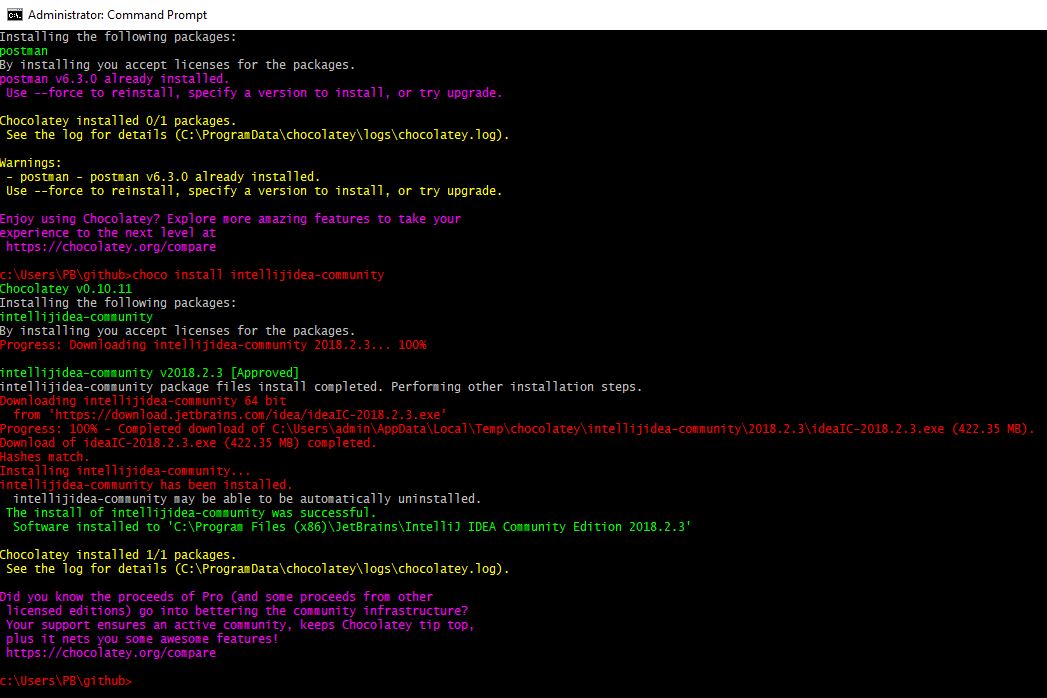 Administrator: Command Prompt
Installing the following packages:
postman
By installing you accept licenses for the packages.
postman v6.3.0 already installed.
Use --force to reinstall, specify a version to install, or try upgrade.
Chocolatey installed 0/1 packages.
See the log for details (C:\ProgramData\chocolatey\logs\chocolatey.log).
Warnings:
- postman - postman v6.3.0 already installed.
Use --force to reinstall, specify a version to install, or try upgrade.
Enjoy using Chocolatey? Explore more amazing features to take your
experience to the next level at
https://chocolatey.org/compare
c:\Users\PB\github>choco install intellijidea-community
Chocolatey v0.10.11
Installing the following packages:
intellijidea-community
By installing you accept licenses for the packages.
Progress: Downloading intellijidea-community 2018.2.3... 100%
intellijidea-community v2018.2.3 [Approved]
intellijidea-community package files install completed. Performing other installation steps.
Downloading intellijidea-community 64 bit
from 'https://download.jetbrains.com/idea/ideaIC-2018.2.3.exe'
Progress: 100% - Completed download of C:\Users\admin\AppData\Local\Temp\chocolatey\intellijidea-community\2018.2.3\ideaIC-2018.2.3.exe (422.35 MB).
Download of ideaIC-2018.2.3.exe (422.35 MB) completed.
Hashes match.
Installing intellijidea-community...
intellijidea-community has been installed.
intellijidea-community may be able to be automatically uninstalled.
The install of intellijidea-community was successful.
Software installed to 'C:\Program Files (x86)\JetBrains\IntelliJ IDEA Community Edition 2018.2.3'
Chocolatey installed 1/1 packages.
See the log for details (C:\ProgramData\chocolatey\logs\chocolatey.log).
Did you know the proceeds of Pro (and some proceeds from other
licensed editions) go into bettering the community infrastructure?
Your support ensures an active community, keeps Chocolatey tip top,
plus it nets you some awesome features!
https://chocolatey.org/compare
c:\Users\PB\github>